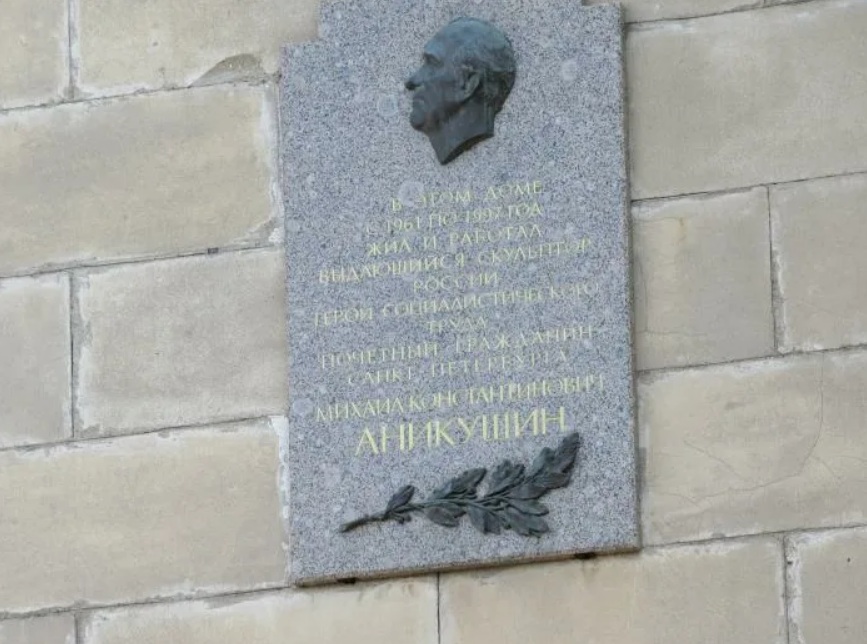 В ЭТОМ ДОМЕ
С 1961 ПО 1997 ГОД
ЖИЛ И РАБОТАЛ
ВЫДАЮЩИЙСЯ СКУЛЬПТОР
РОССИИ
ГЕРОЙ СОЦИАЛИСТИЧЕСКОГО
ТРУДА
ПОЧЕТНЫЙ ГРАЖДАНИН
САНКТ-ПЕТЕРБУРГА
МИХАИЛ КОНСТАНТИНОВИЧ
АНИКУШИН